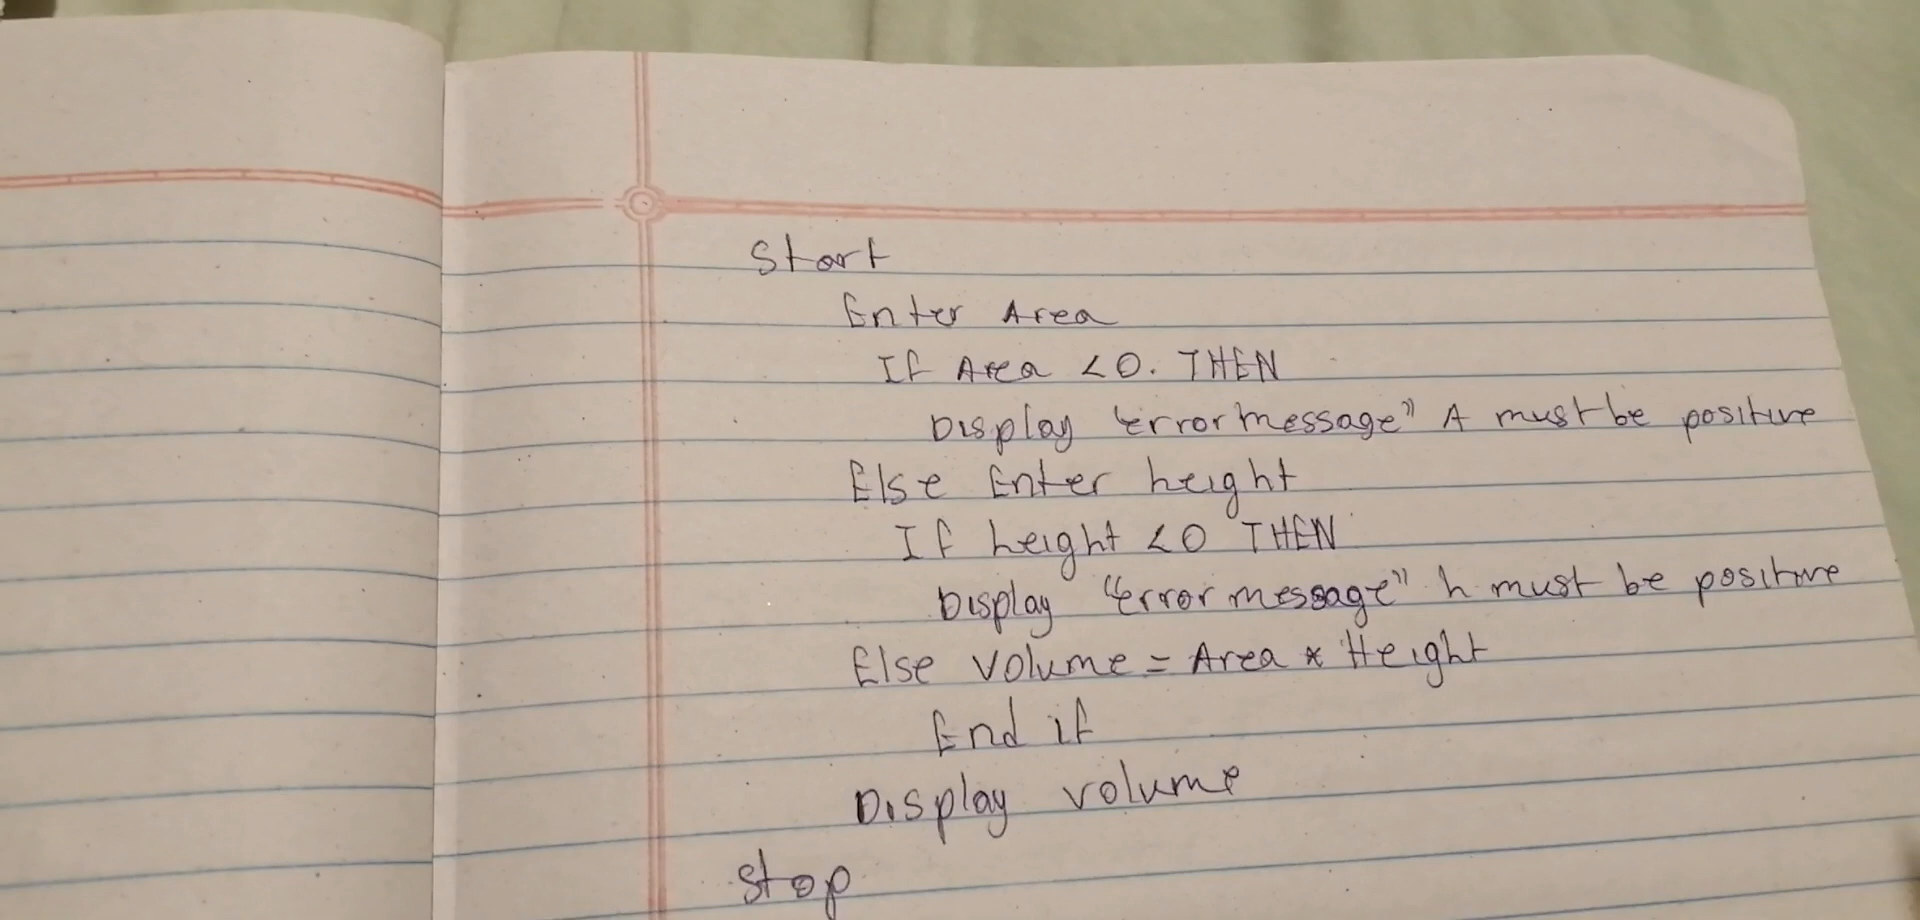 Start
Enter Area
If Area <0. THEN
Display "error message" A must be positive
Else Enter height
If height <0 THEN
Display "error message" h must be positive
Else volume = Area * Height
End if
Display volume
Stop